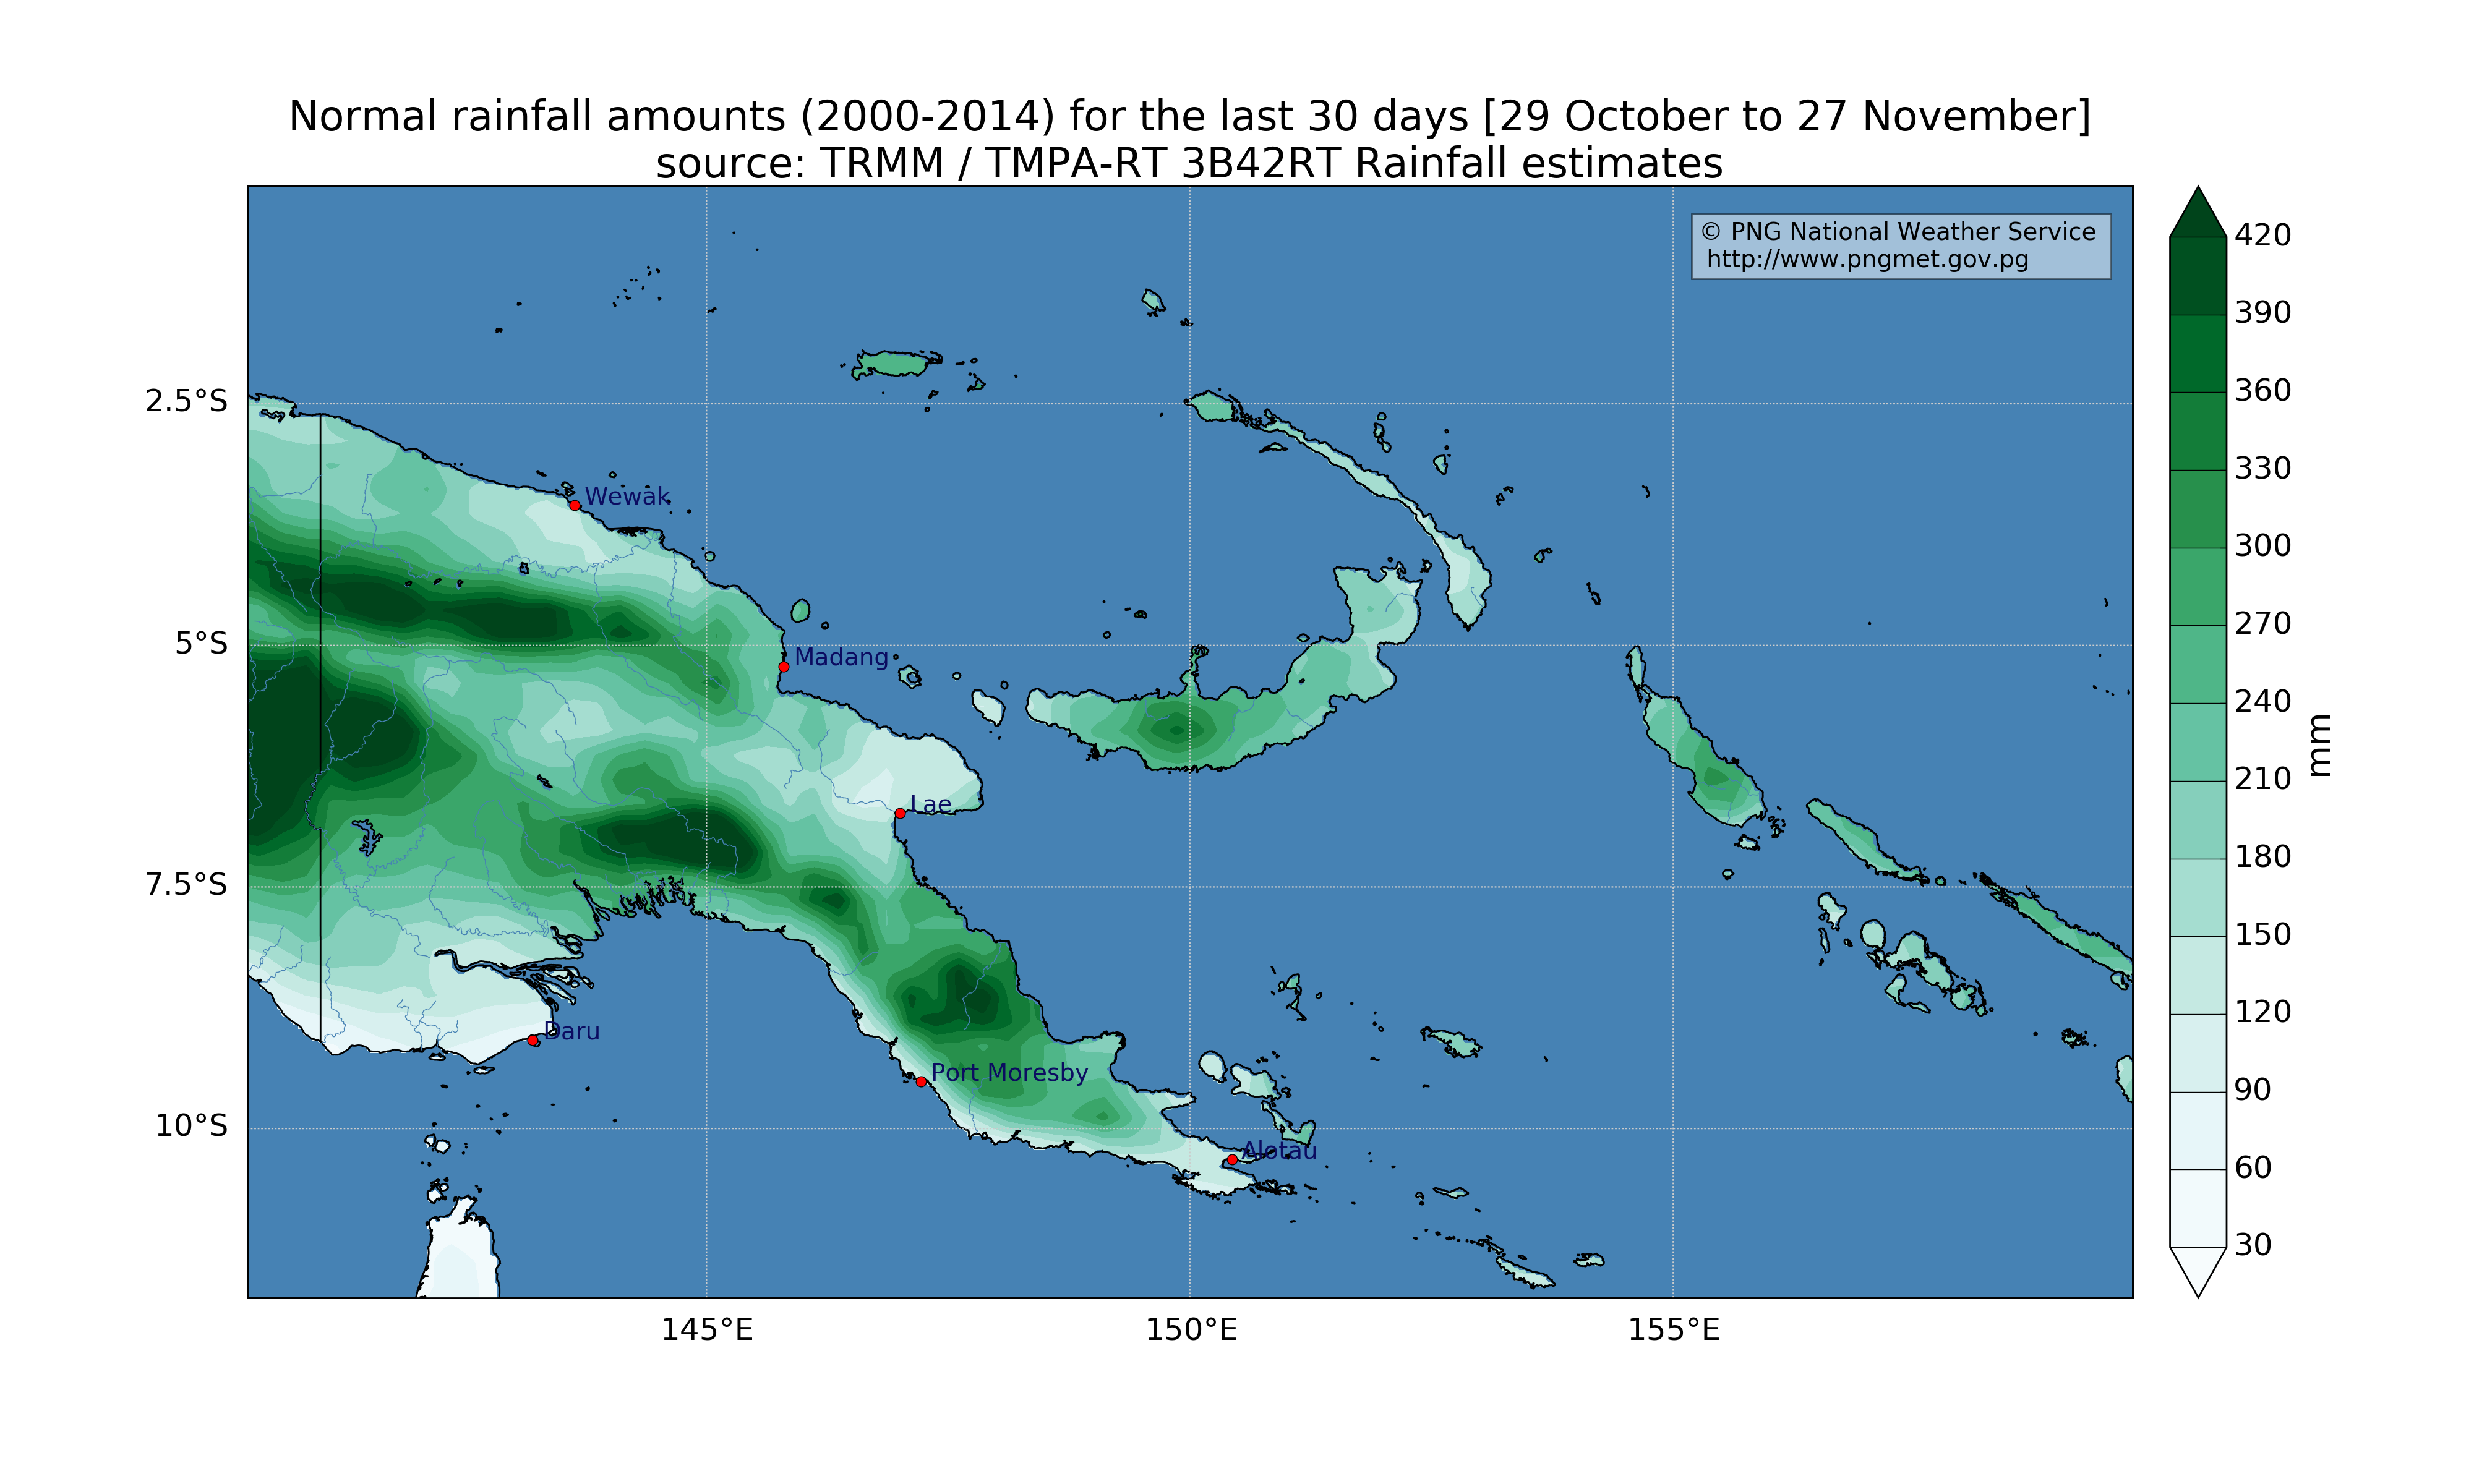 Normal rainfall amounts (2000-2014) for the last 30 days [29 October to 27 November]
source: TRMM / TMPA-RT 3B42RT Rainfall estimates
© PNG National Weather Service
http://www.pngmet.gov.pg
2.5°S
5°S
7.5°S
10°S
145°E
150°E
155°E
Wewak
Madang
Lae
Daru
Port Moresby
Alotau
420
390
360
330
300
270
240
210
180
150
120
90
60
30
mm